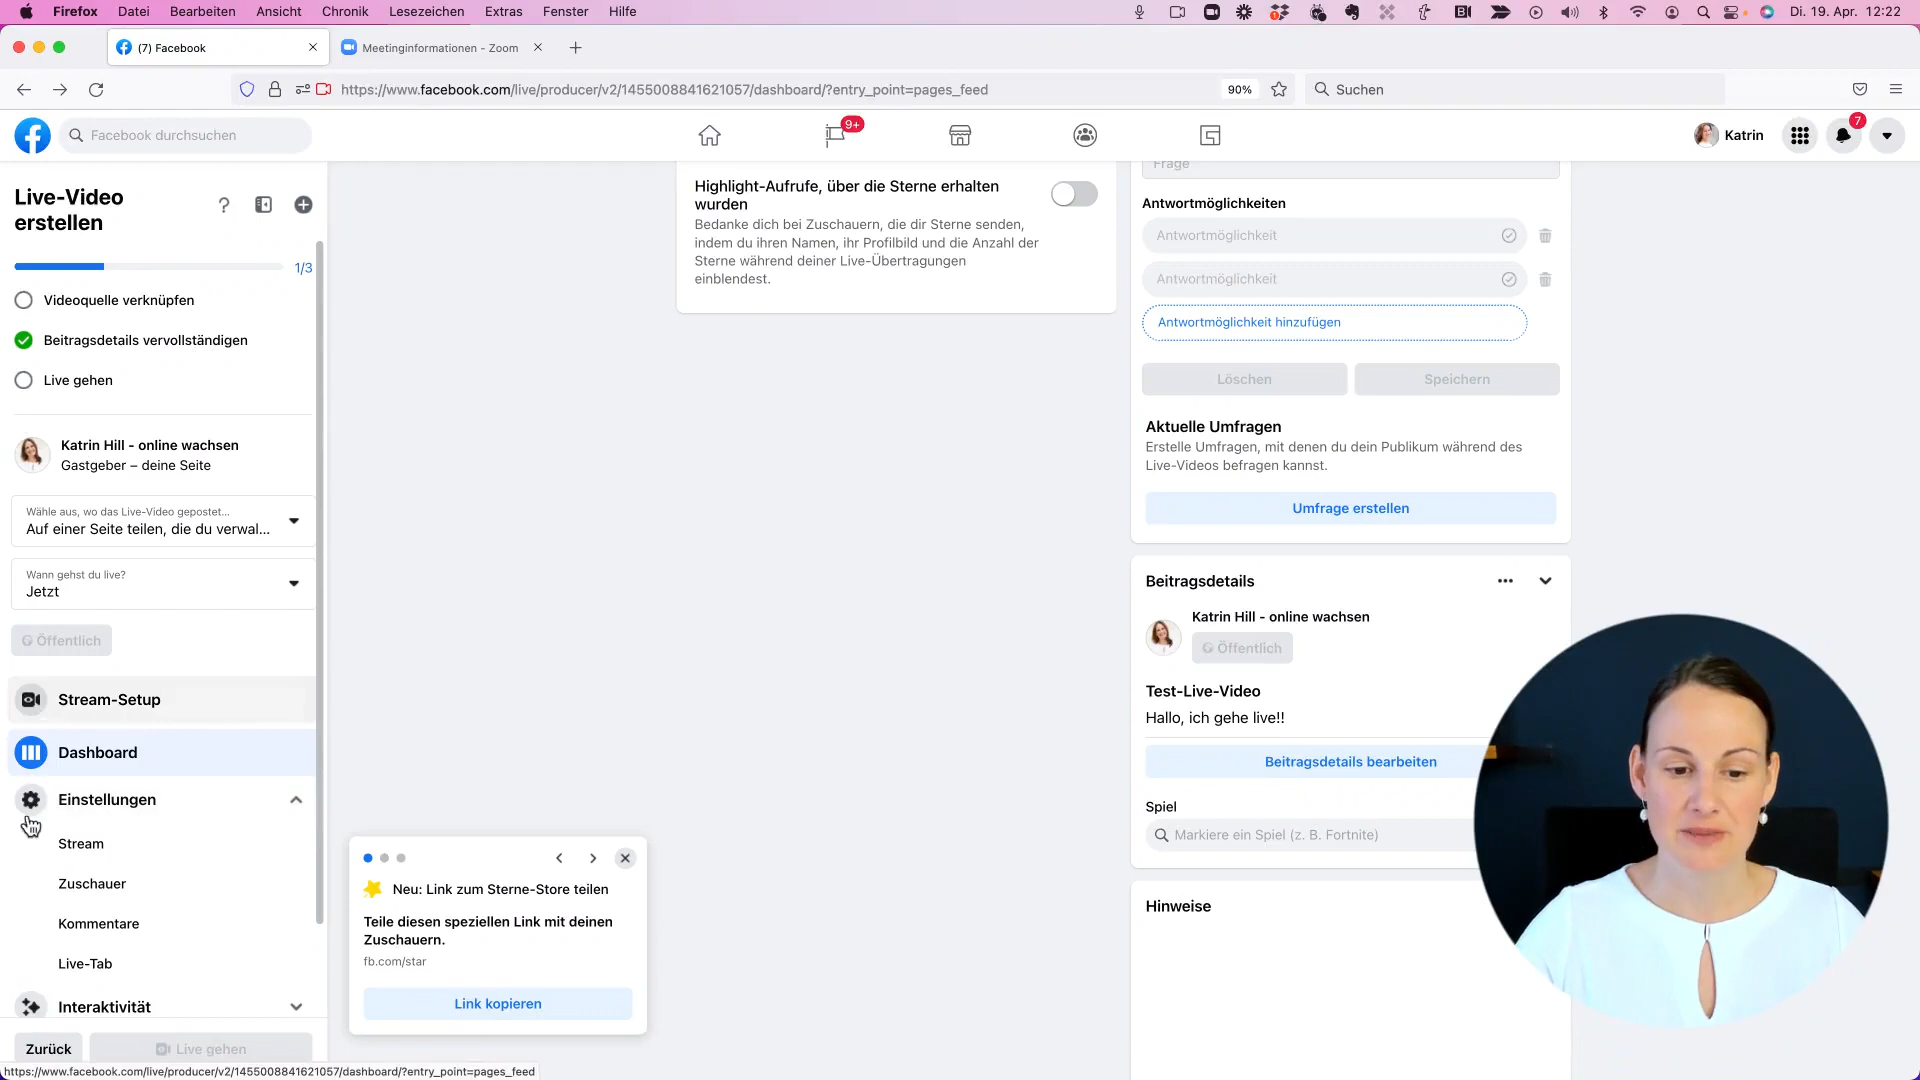 Firefox Datei Bearbeiten Ansicht Chronik Lesezeichen Extras Fenster Hilfe Di. 19. Apr. 12:22
(7) Facebook
Meetinginformationen - Zoom
https://www.facebook.com/live/producer/v2/1455008841621057/dashboard/?entry_point=pages_feed
90%
Suchen
Facebook durchsuchen
9+
Katrin
7
Live-Video
erstellen
1/3
Videoquelle verknüpfen
Beitragsdetails vervollständigen
Live gehen
Katrin Hill - online wachsen
Gastgeber – deine Seite
Wähle aus, wo das Live-Video gepostet...
Auf einer Seite teilen, die du verwal...
Wann gehst du live?
Jetzt
Öffentlich
Stream-Setup
Dashboard
Einstellungen
Stream
Zuschauer
Kommentare
Live-Tab
Interaktivität
Zurück
Live gehen
https://www.facebook.com/live/producer/v2/1455008841621057/dashboard/?entry_point=pages_feed
Neu: Link zum Sterne-Store teilen
Teile diesen speziellen Link mit deinen
Zuschauern.
fb.com/star
Link kopieren
Highlight-Aufrufe, über die Sterne erhalten
wurden
Bedanke dich bei Zuschauern, die dir Sterne senden,
indem du ihren Namen, ihr Profilbild und die Anzahl der
Sterne während deiner Live-Übertragungen
einblendest.
Frage
Antwortmöglichkeiten
Antwortmöglichkeit
Antwortmöglichkeit
Antwortmöglichkeit hinzufügen
Löschen
Speichern
Aktuelle Umfragen
Erstelle Umfragen, mit denen du dein Publikum während des
Live-Videos befragen kannst.
Umfrage erstellen
Beitragsdetails
Katrin Hill - online wachsen
Öffentlich
Test-Live-Video
Hallo, ich gehe live!!
Beitragsdetails bearbeiten
Spiel
Markiere ein Spiel (z. B. Fortnite)
Hinweise